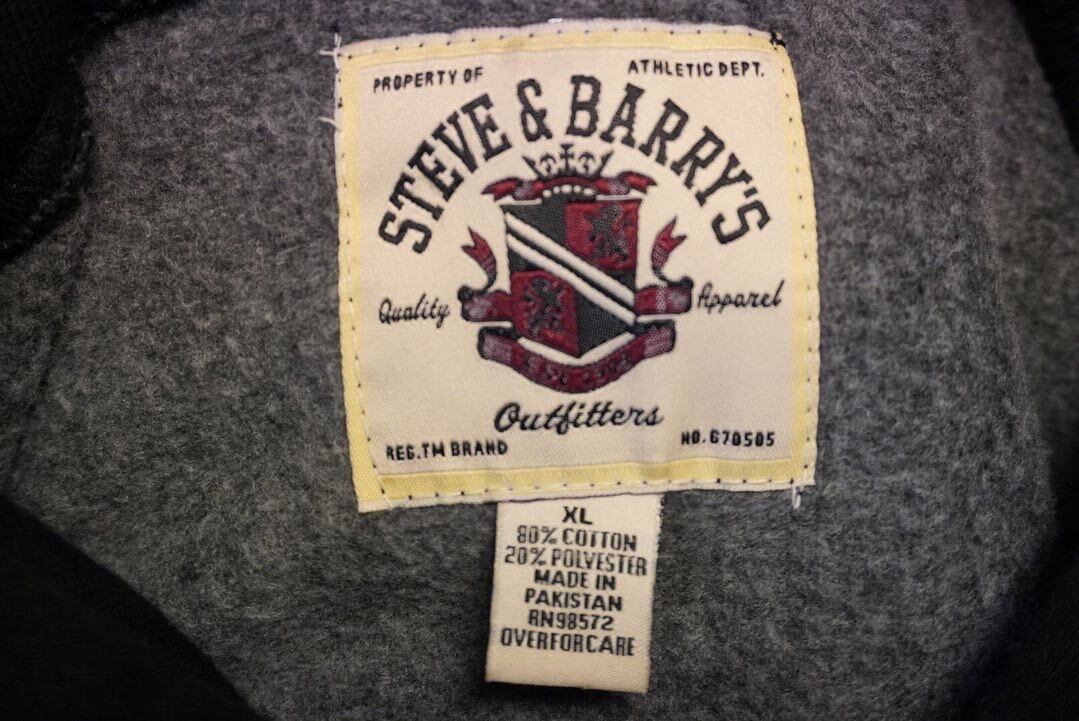 PROPERTY OF
ATHLETIC DEPT.
STEVE & BARRY'S
Quality
Apparel
Outfitters
REG.TM BRAND
NO. 670505
XL
80% COTTON
20% POLYESTER
MADE IN
PAKISTAN
RN98572
OVERFORCARE